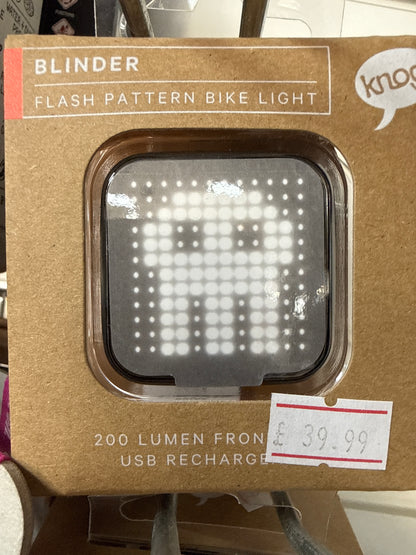 BLINDER
FLASH PATTERN BIKE LIGHT
knog
200 LUMEN FRON
USB RECHARGE
£ 39.99